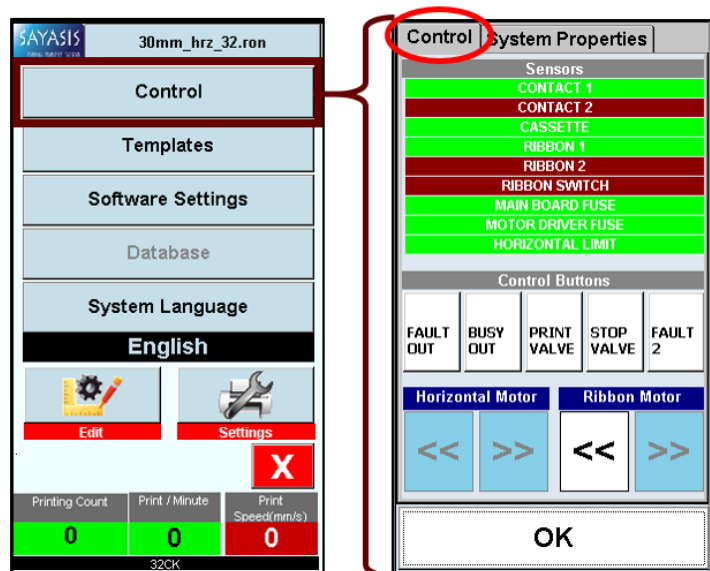 SAYASIS
30mm_hrz_32.ron
Control
Templates
Software Settings
Database
System Language
English
Edit
Settings
X
Printing Count
Print / Minute
Print
Speed(mm/s)
0
0
0
32CK
Control
System Properties
Sensors
CONTACT 1
CONTACT 2
CASSETTE
RIBBON 1
RIBBON 2
RIBBON SWITCH
MAIN BOARD FUSE
MOTOR DRIVER FUSE
HORIZONTAL LIMIT
Control Buttons
FAULT
OUT
BUSY
OUT
PRINT
VALVE
STOP
VALVE
FAULT
2
Horizontal Motor
Ribbon Motor
<<
>>
<<
>>
OK